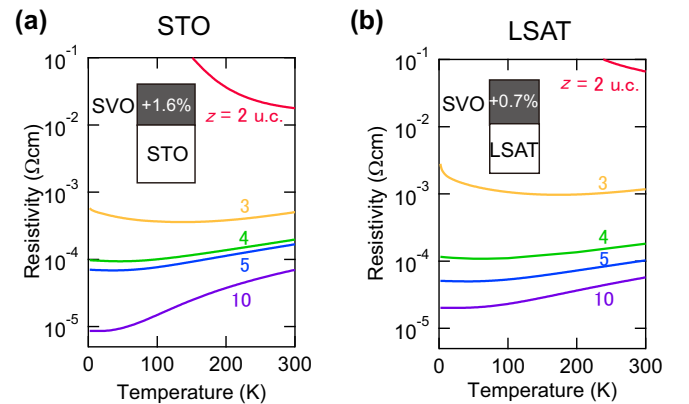 (a) STO
10⁻¹
10⁻²
10⁻³
10⁻⁴
10⁻⁵
Resistivity (Ωcm)
SVO +1.6%
STO
z = 2 u.c.
3
4
5
10
0 100 200 300
Temperature (K)
(b) LSAT
10⁻¹
10⁻²
10⁻³
10⁻⁴
10⁻⁵
Resistivity (Ωcm)
SVO +0.7%
LSAT
z = 2 u.c.
3
4
5
10
0 100 200 300
Temperature (K)